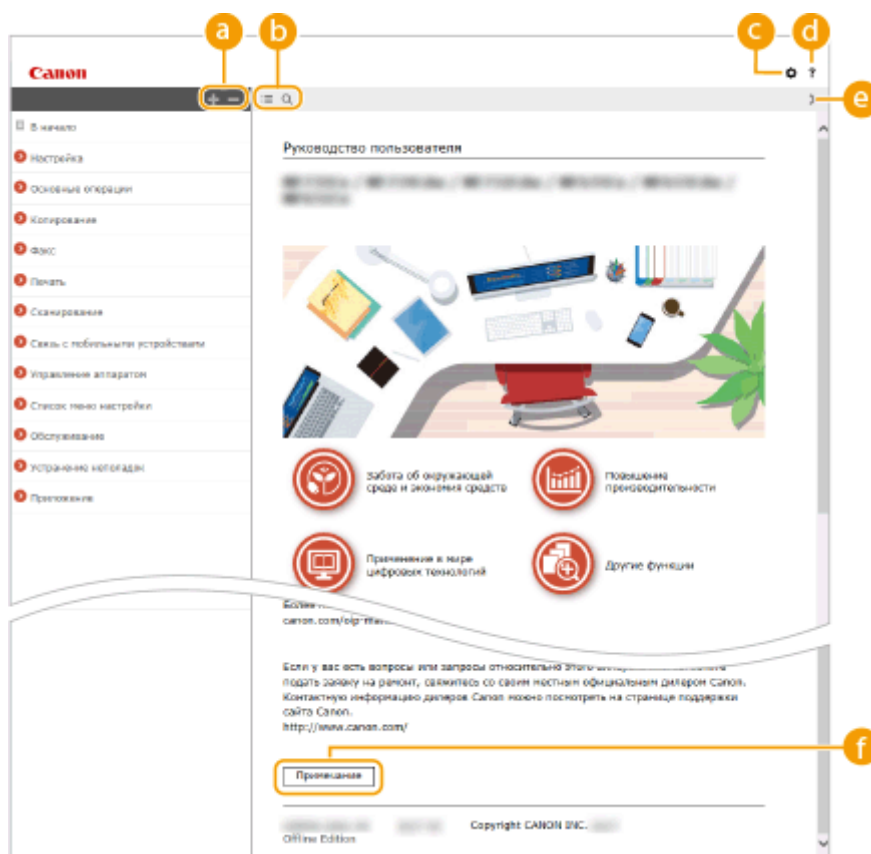 a b c d
Canon
?
e
В начало
Настройка
Основные операции
Копирование
Факс
Печать
Сканирование
Связь с мобильными устройствами
Управление аппаратом
Список меню настройки
Обслуживание
Устранение неполадок
Приложение
Руководство пользователя
Забота об окружающей
среде и экономия средств
Повышение
производительности
Применение в мире
цифровых технологий
Другие функции
Более
canon.com/oip-man
Если у вас есть вопросы или запросы относительно этого
подать заявку на ремонт, свяжитесь со своим местным официальным дилером Canon.
Контактную информацию дилеров Canon можно посмотреть на странице поддержки
сайта Canon.
http://www.canon.com/
f
Примечание
Copyright CANON INC.
Offline Edition